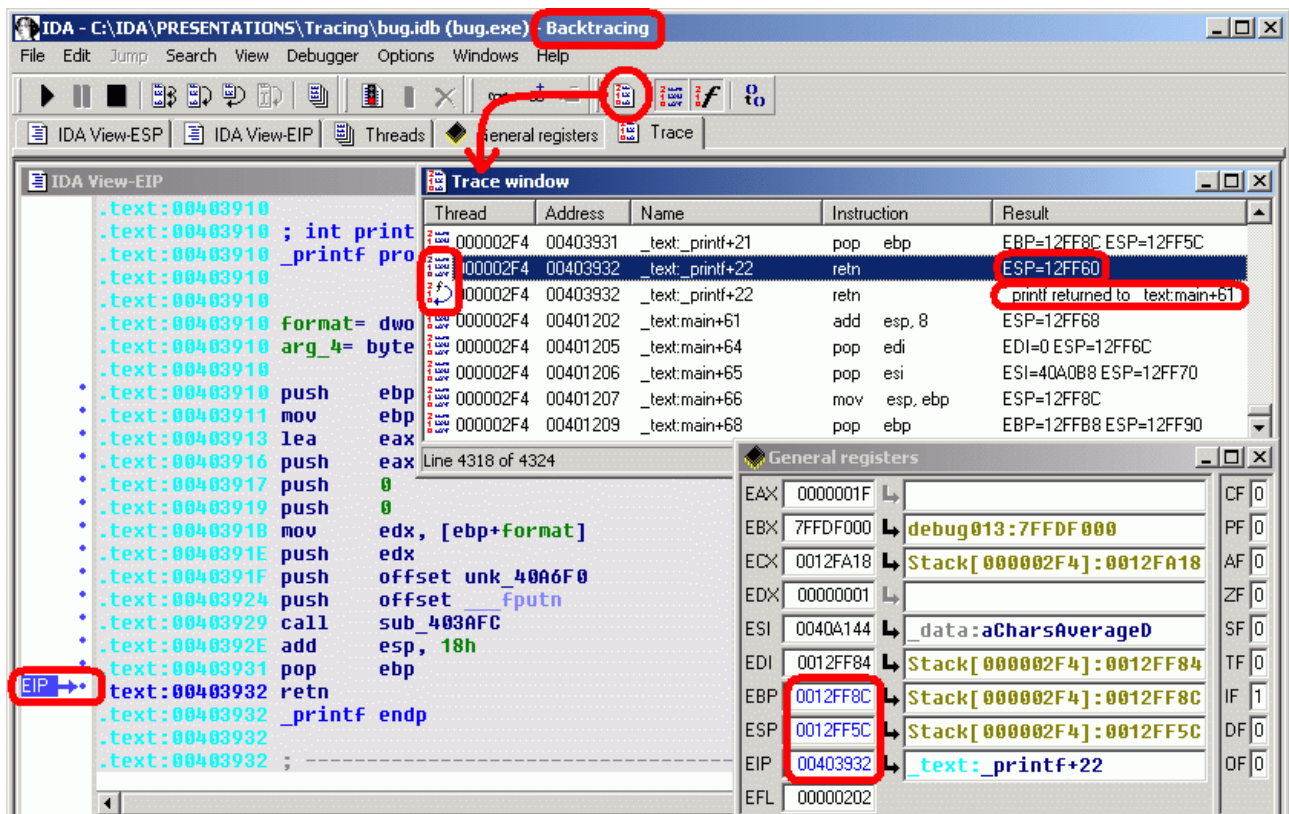 IDA - C:\IDA\PRESENTATIONS\Tracing\bug.idb (bug.exe) - Backtracing
File Edit Jump Search View Debugger Options Windows Help
IDA View-ESP IDA View-EIP Threads General registers Trace
IDA View-EIP
.text:00403910
.text:00403910 ; int print
.text:00403910 _printf pro
.text:00403910
.text:00403910
.text:00403910 format= dwo
.text:00403910 arg_4= byte
.text:00403910
.text:00403910 push ebp
.text:00403911 mov ebp
.text:00403913 lea eax
.text:00403916 push eax
.text:00403917 push 0
.text:00403919 push 0
.text:0040391B mov edx, [ebp+format]
.text:0040391E push edx
.text:0040391F push offset unk_40A6F0
.text:00403924 push offset ___fputn
.text:00403929 call sub_403AFC
.text:0040392E add esp, 18h
.text:00403931 pop ebp
EIP .text:00403932 retn
.text:00403932 _printf endp
.text:00403932
.text:00403932 ; ---------------------------
Trace window
Thread Address Name Instruction Result
000002F4 00403931 _text:_printf+21 pop ebp EBP=12FF8C ESP=12FF5C
000002F4 00403932 _text:_printf+22 retn ESP=12FF60
000002F4 00403932 _text:_printf+22 retn _printf returned to _text:main+61
000002F4 00401202 _text:main+61 add esp, 8 ESP=12FF68
000002F4 00401205 _text:main+64 pop edi EDI=0 ESP=12FF6C
000002F4 00401206 _text:main+65 pop esi ESI=40A0B8 ESP=12FF70
000002F4 00401207 _text:main+66 mov esp, ebp ESP=12FF8C
000002F4 00401209 _text:main+68 pop ebp EBP=12FFB8 ESP=12FF90
Line 4318 of 4324
General registers
EAX 0000001F CF 0
EBX 7FFDF000 debug013:7FFDF000 PF 0
ECX 0012FA18 Stack[000002F4]:0012FA18 AF 0
EDX 00000001 ZF 0
ESI 0040A144 _data:aCharsAverageD SF 0
EDI 0012FF84 Stack[000002F4]:0012FF84 TF 0
EBP 0012FF8C Stack[000002F4]:0012FF8C IF 1
ESP 0012FF5C Stack[000002F4]:0012FF5C DF 0
EIP 00403932 _text:_printf+22 OF 0
EFL 00000202